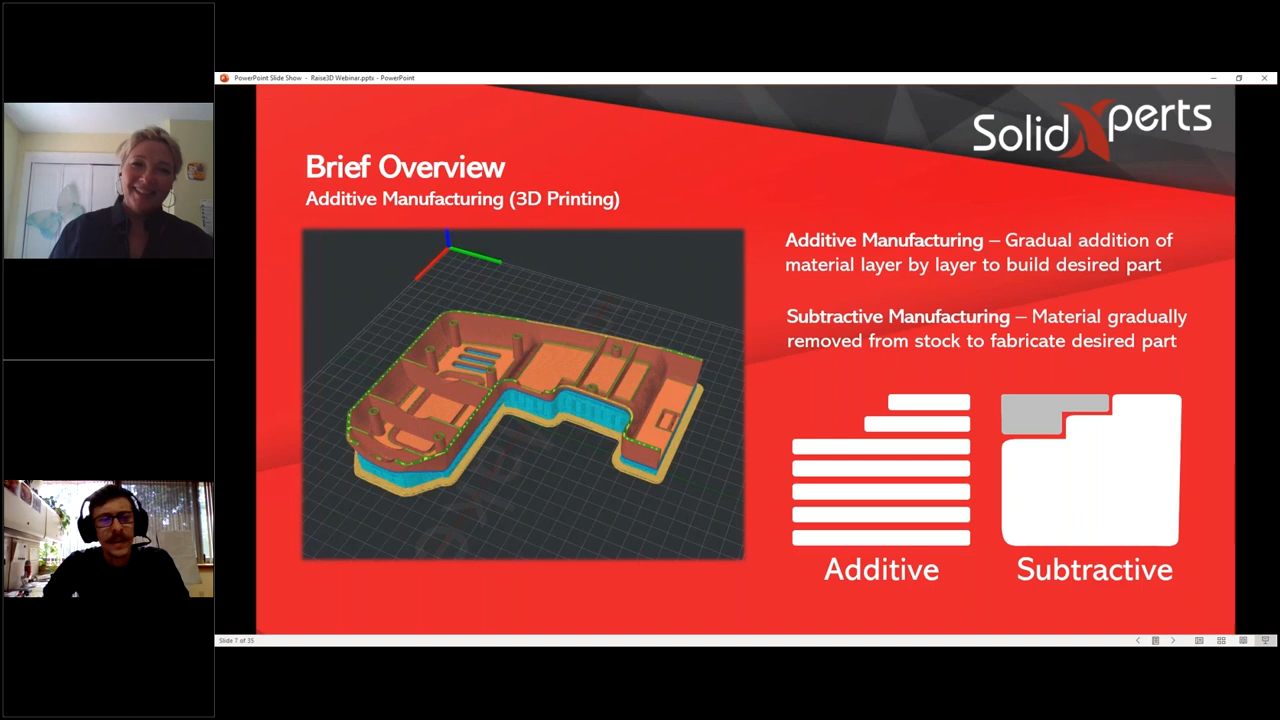 PowerPoint Slide Show - Raise3D Webinar.pptx - PowerPoint
SolidXperts
Brief Overview
Additive Manufacturing (3D Printing)
Additive Manufacturing – Gradual addition of
material layer by layer to build desired part
Subtractive Manufacturing – Material gradually
removed from stock to fabricate desired part
Additive
Subtractive
Slide 7 of 35